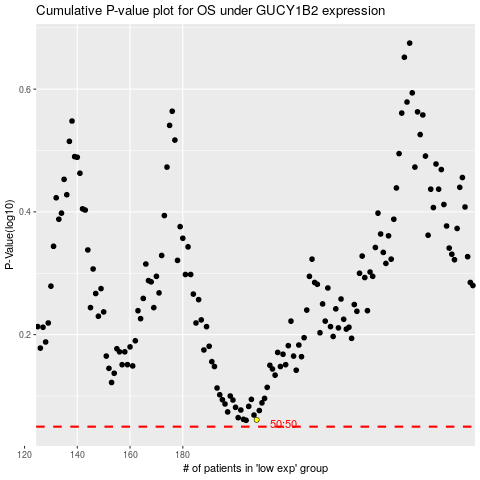 Cumulative P-value plot for OS under GUCY1B2 expression
P-Value(log10)
0.6
0.4
0.2
50:50
120 140 160 180
# of patients in 'low exp' group